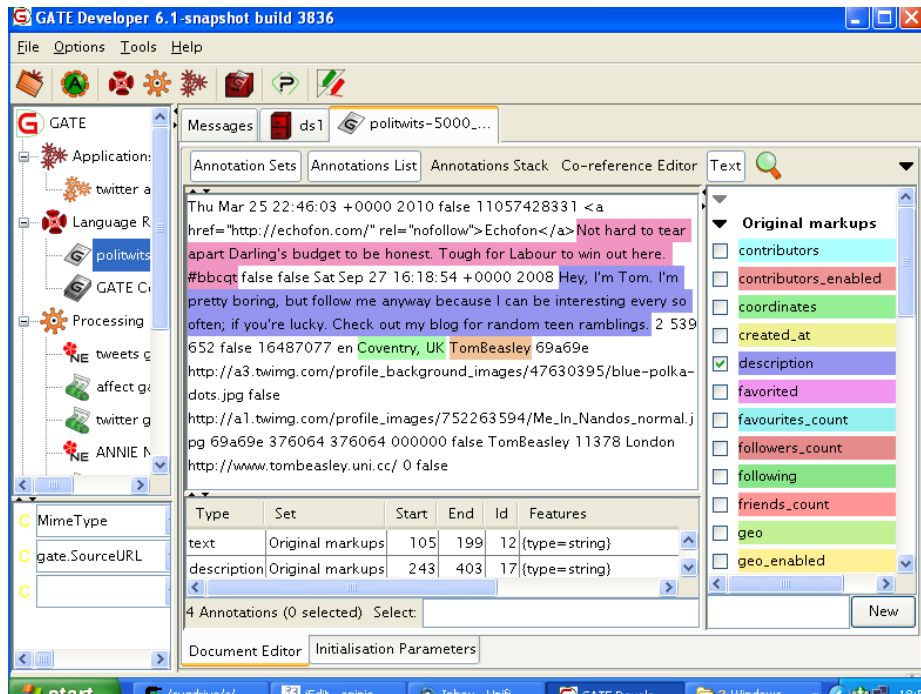 GATE Developer 6.1-snapshot build 3836
File Options Tools Help
GATE
Application
twitter a
Language R
politwits
GATE C
Processing
tweets g
affect ga
twitter g
ANNIE N
MimeType
gate.SourceURL
Messages ds1 politwits-5000_...
Annotation Sets Annotations List Annotations Stack Co-reference Editor Text
Thu Mar 25 22:46:03 +0000 2010 false 11057428331 <a
href="http://echofon.com/" rel="nofollow">Echofon</a>Not hard to tear
apart Darling's budget to be honest. Tough for Labour to win out here.
#bbcqt false false Sat Sep 27 16:18:54 +0000 2008 Hey, I'm Tom. I'm
pretty boring, but follow me anyway because I can be interesting every so
often; if you're lucky. Check out my blog for random teen ramblings. 2 539
652 false 16487077 en Coventry, UK TomBeasley 69a69e
http://a3.twimg.com/profile_background_images/47630395/blue-polka-
dots.jpg false
http://a1.twimg.com/profile_images/752263594/Me_In_Nandos_normal.j
pg 69a69e 376064 376064 000000 false TomBeasley 11378 London
http://www.tombeasley.uni.cc/ 0 false
Type Set Start End Id Features
text Original markups 105 199 12 {type=string}
description Original markups 243 403 17 {type=string}
4 Annotations (0 selected) Select:
Document Editor Initialisation Parameters
Original markups
contributors
contributors_enabled
coordinates
created_at
description
favorited
favourites_count
followers_count
following
friends_count
geo
geo_enabled
New